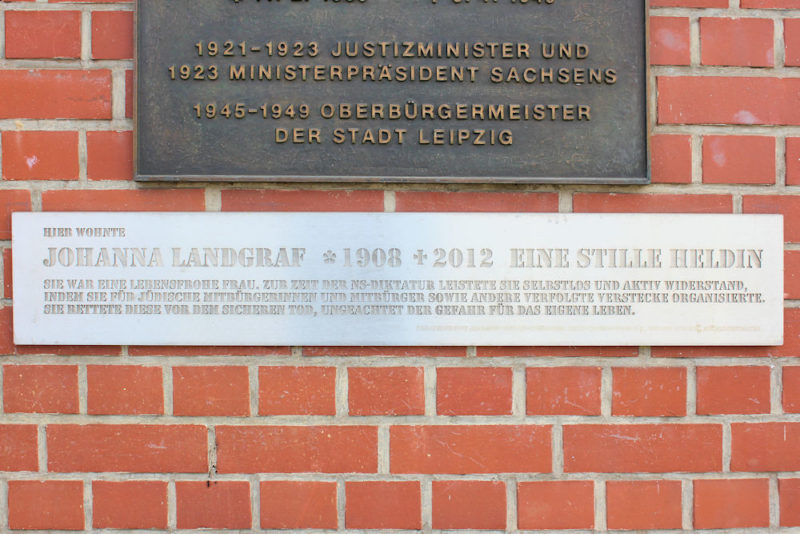 1921–1923 JUSTIZMINISTER UND
1923 MINISTERPRÄSIDENT SACHSENS
1945–1949 OBERBÜRGERMEISTER
DER STADT LEIPZIG
HIER WOHNTE
JOHANNA LANDGRAF *1908 ✝2012 EINE STILLE HELDIN
SIE WAR EINE LEBENSFROHE FRAU. ZUR ZEIT DER NS-DIKTATUR LEISTETE SIE SELBSTLOS UND AKTIV WIDERSTAND,
INDEM SIE FÜR JÜDISCHE MITBÜRGERINNEN UND MITBÜRGER SOWIE ANDERE VERFOLGTE VERSTECKE ORGANISIERTE.
SIE RETTETE DIESE VOR DEM SICHEREN TOD, UNGEACHTET DER GEFAHR FÜR DAS EIGENE LEBEN.